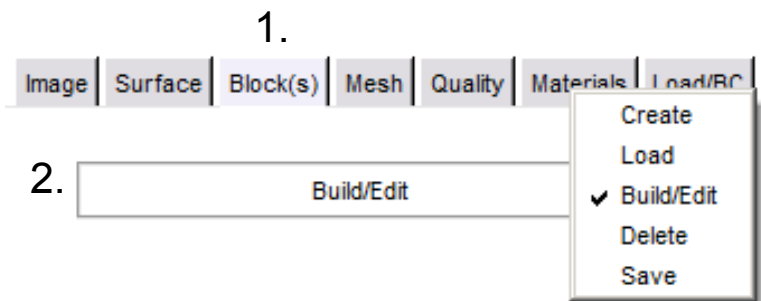 1.
Image Surface Block(s) Mesh Quality Materials Load/BC
Create
Load
2. Build/Edit
Build/Edit
Delete
Save